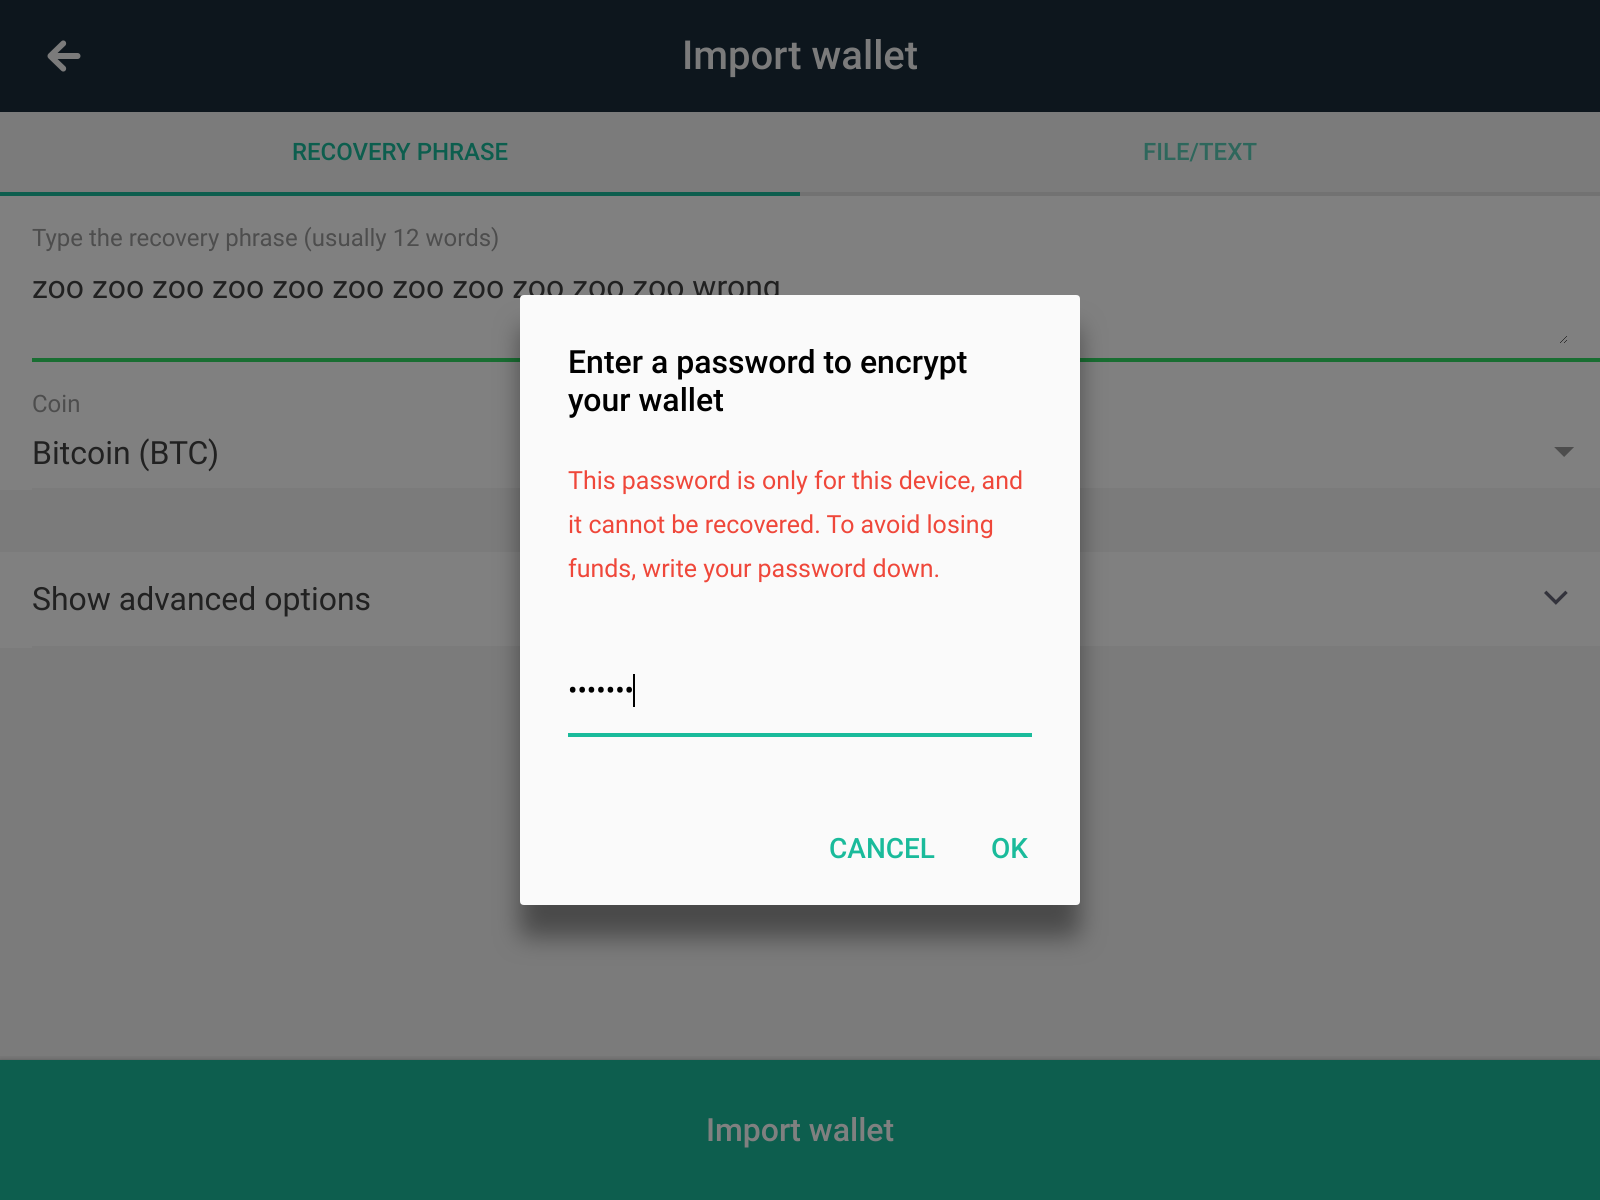 Import wallet
RECOVERY PHRASE
FILE/TEXT
Type the recovery phrase (usually 12 words)
zoo zoo zoo zoo zoo zoo zoo zoo zoo zoo zoo wrong
Coin
Bitcoin (BTC)
Show advanced options
Enter a password to encrypt
your wallet
This password is only for this device, and
it cannot be recovered. To avoid losing
funds, write your password down.
•••••••
CANCEL
OK
Import wallet